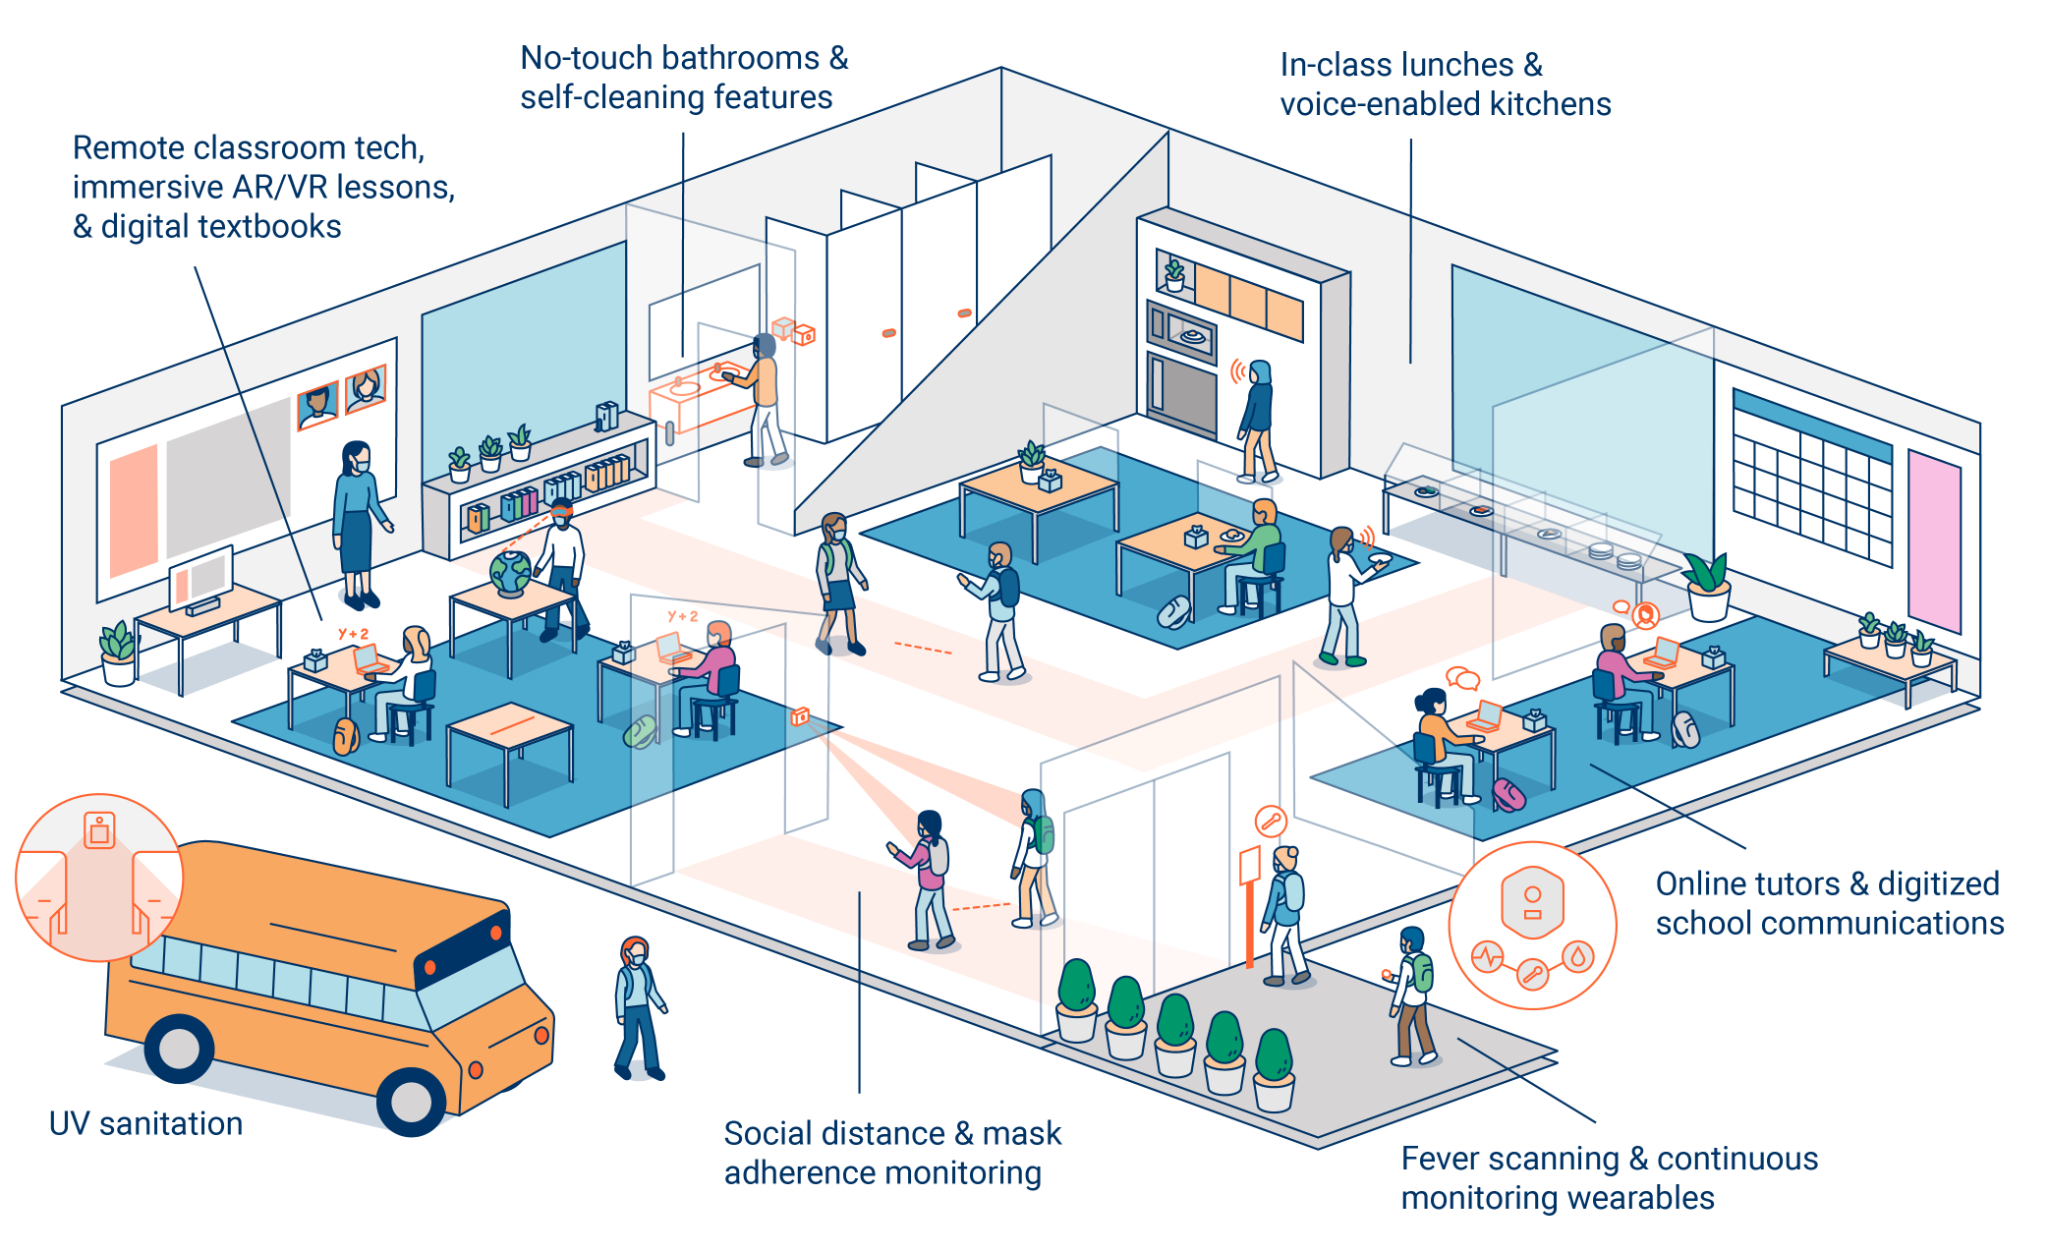 No-touch bathrooms &
self-cleaning features
In-class lunches &
voice-enabled kitchens
Remote classroom tech,
immersive AR/VR lessons,
& digital textbooks
Y+2
Y+2
Online tutors & digitized
school communications
UV sanitation
Social distance & mask
adherence monitoring
Fever scanning & continuous
monitoring wearables